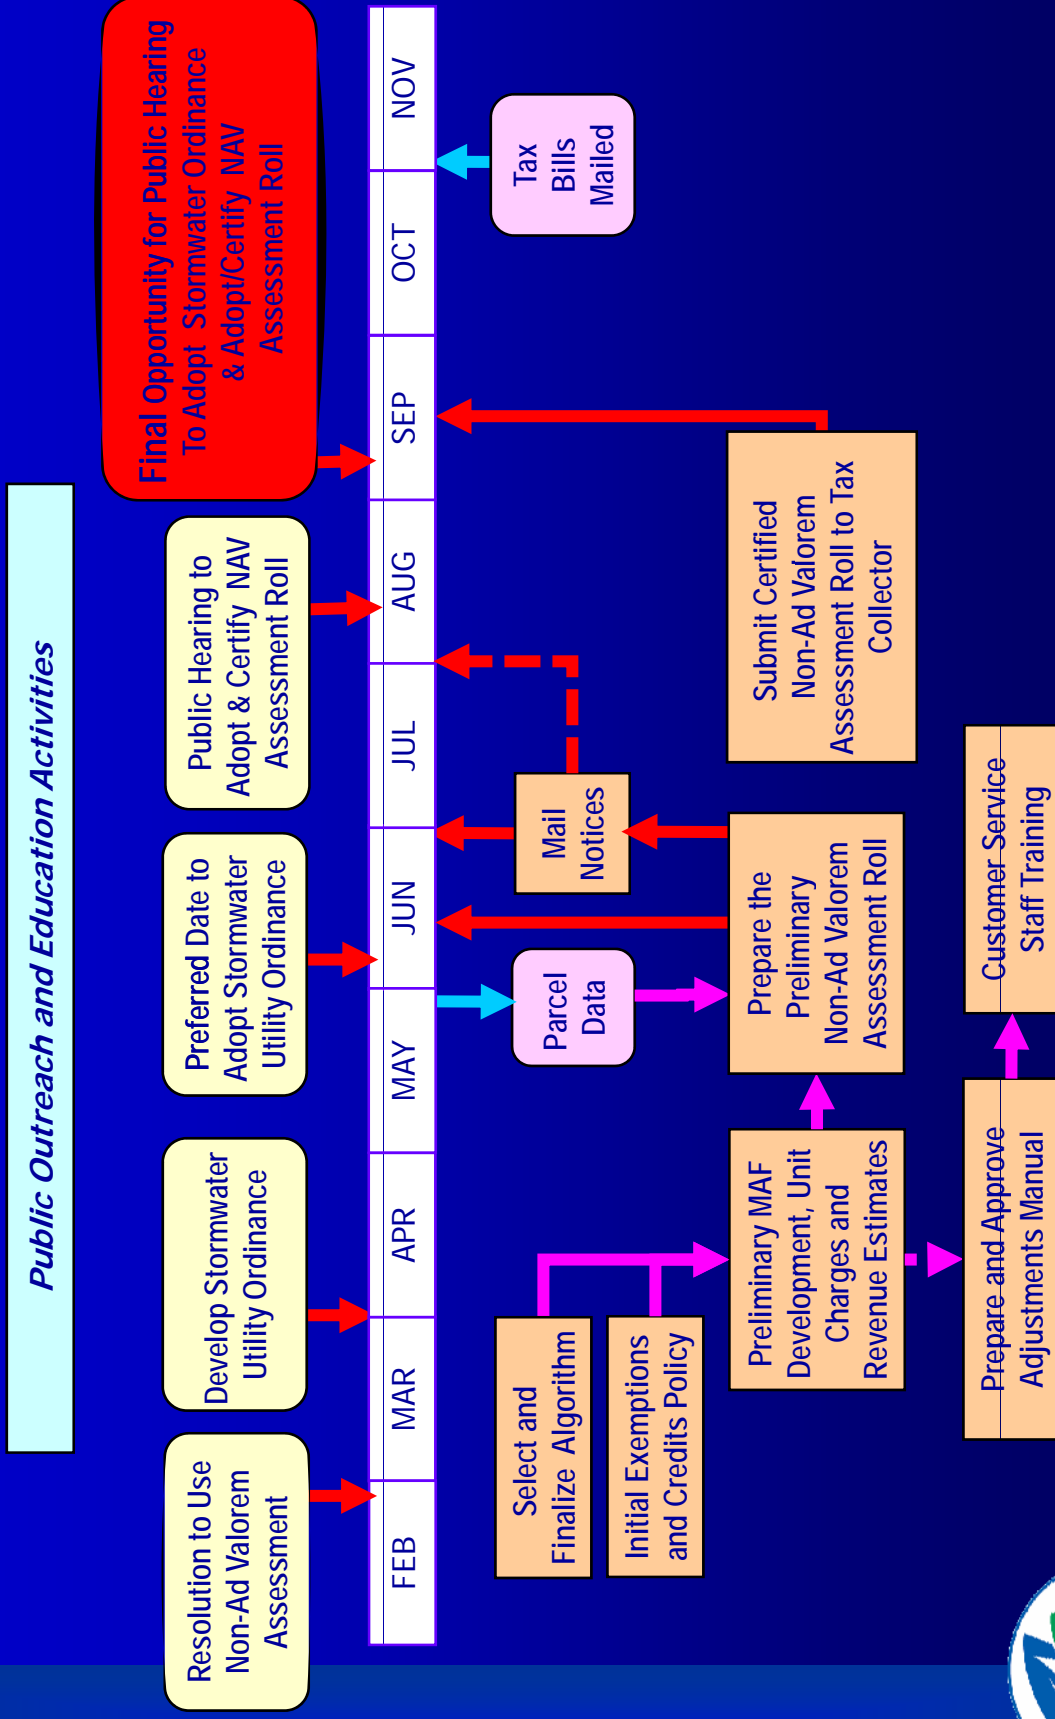 Public Outreach and Education Activities
Resolution to Use
Non-Ad Valorem
Assessment
Develop Stormwater
Utility Ordinance
Preferred Date to
Adopt Stormwater
Utility Ordinance
Public Hearing to
Adopt & Certify NAV
Assessment Roll
Final Opportunity for Public Hearing
To Adopt Stormwater Ordinance
& Adopt/Certify NAV
Assessment Roll
FEB
MAR
APR
MAY
JUN
JUL
AUG
SEP
OCT
NOV
Select and
Finalize Algorithm
Initial Exemptions
and Credits Policy
Parcel
Data
Mail
Notices
Tax
Bills
Mailed
Preliminary MAF
Development, Unit
Charges and
Revenue Estimates
Prepare the
Preliminary
Non-Ad Valorem
Assessment Roll
Submit Certified
Non-Ad Valorem
Assessment Roll to Tax
Collector
Prepare and Approve
Adjustments Manual
Customer Service
Staff Training